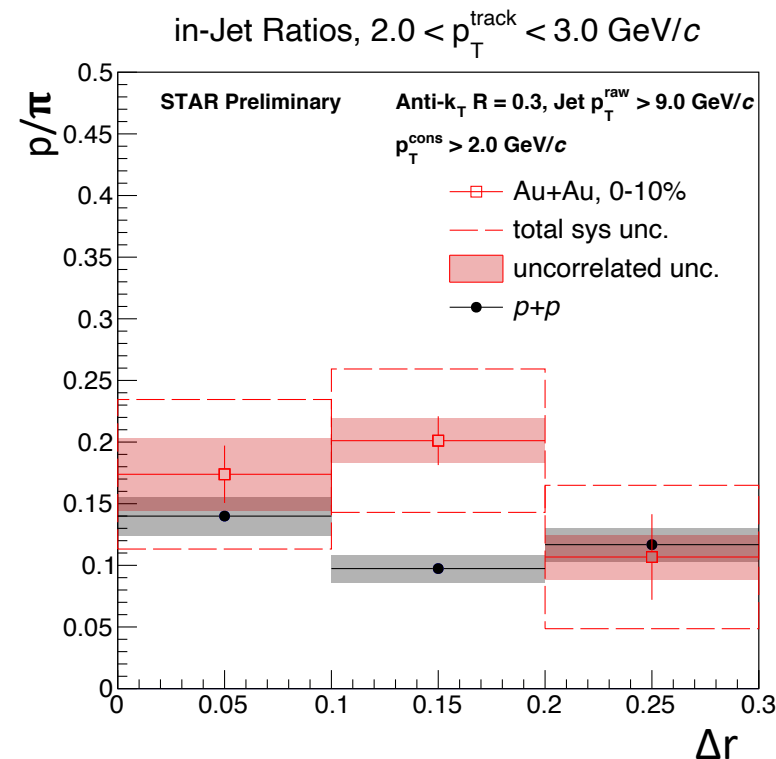 in-Jet Ratios, 2.0 < p_T^track < 3.0 GeV/c
p/π
0.5
0.45
0.4
0.35
0.3
0.25
0.2
0.15
0.1
0.05
0
STAR Preliminary
Anti-k_T R = 0.3, Jet p_T^raw > 9.0 GeV/c
p_T^cons > 2.0 GeV/c
Au+Au, 0-10%
total sys unc.
uncorrelated unc.
p+p
0 0.05 0.1 0.15 0.2 0.25 0.3
Δr